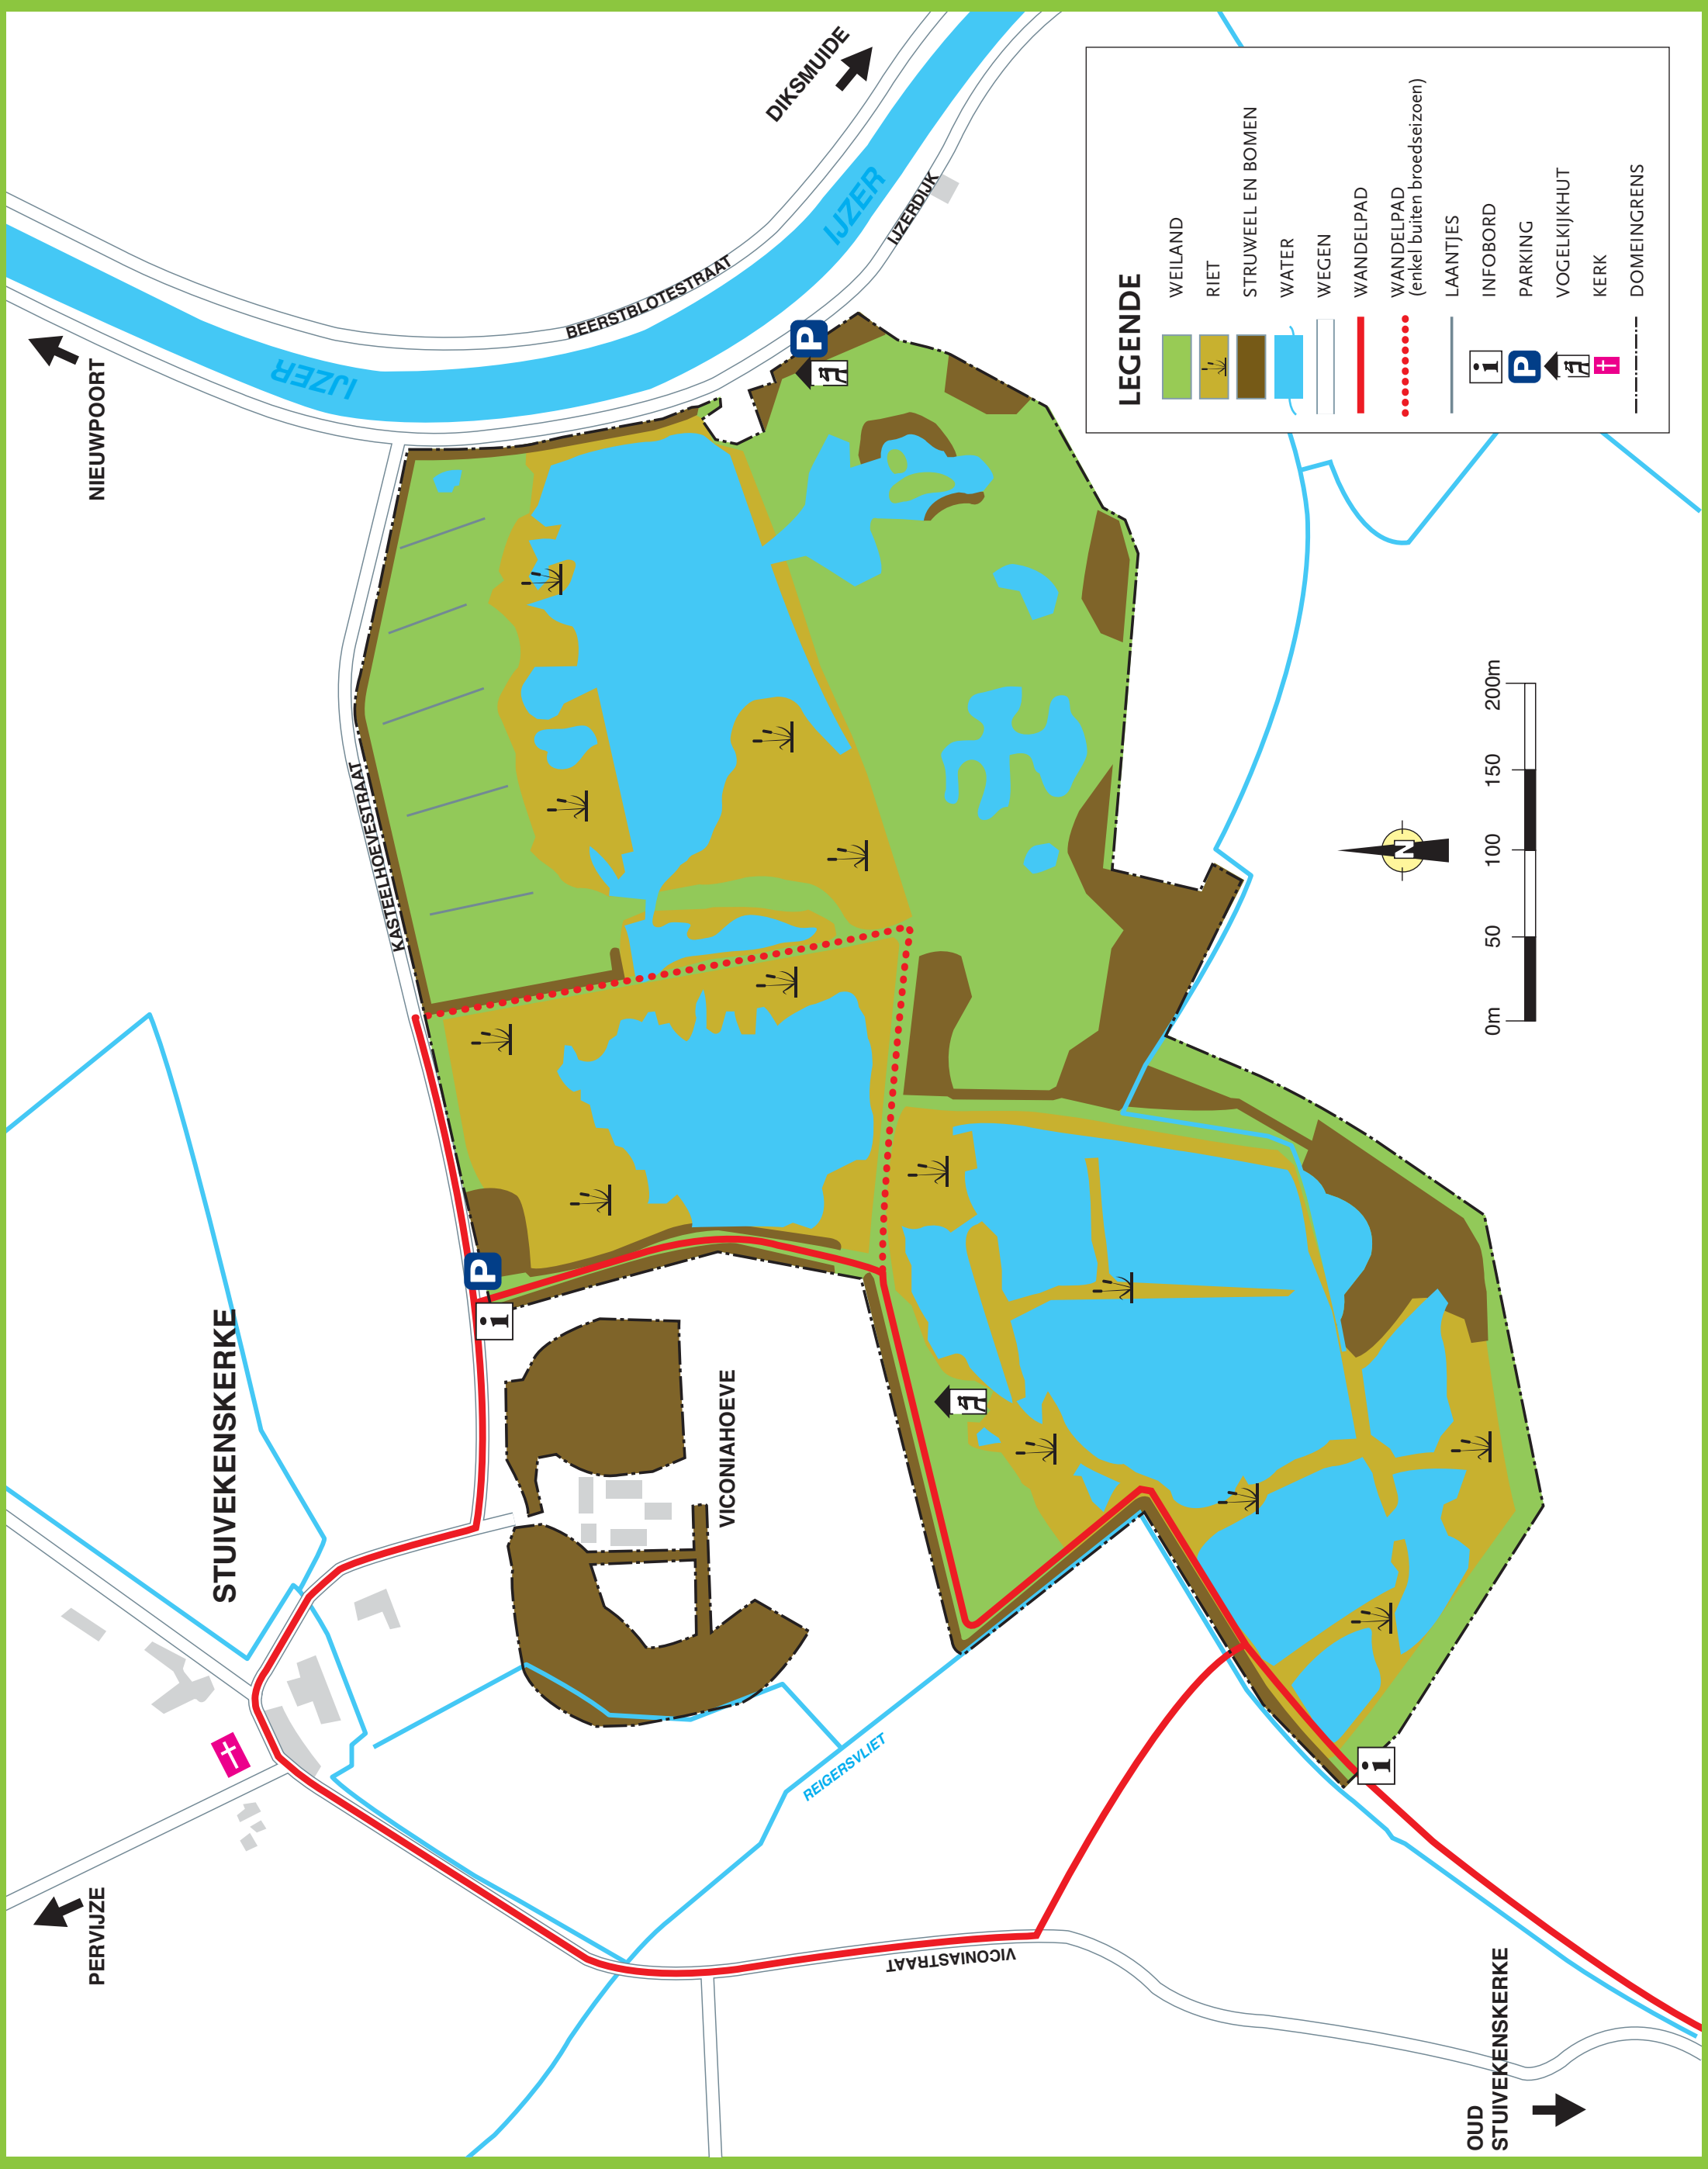 NIEUWPOORT
DIKSMUIDE
IJZER
IJZER
BEERSTBLOTESTRAAT
IJZERDIJK
P
KASTEELHOEVESTRAAT
STUIVEKENSKERKE
P
i
VICONIAHOEVE
PERVIJZE
REIGERSVLIET
VICONIASTRAAT
i
OUD
STUIVEKENSKERKE
LEGENDE
WEILAND
RIET
STRUWEEL EN BOMEN
WATER
WEGEN
WANDELPAD
WANDELPAD
(enkel buiten broedseizoen)
LAANTJES
i INFOBORD
P PARKING
VOGELKIJKHUT
KERK
DOMEINGRENS
N
0m 50 100 150 200m